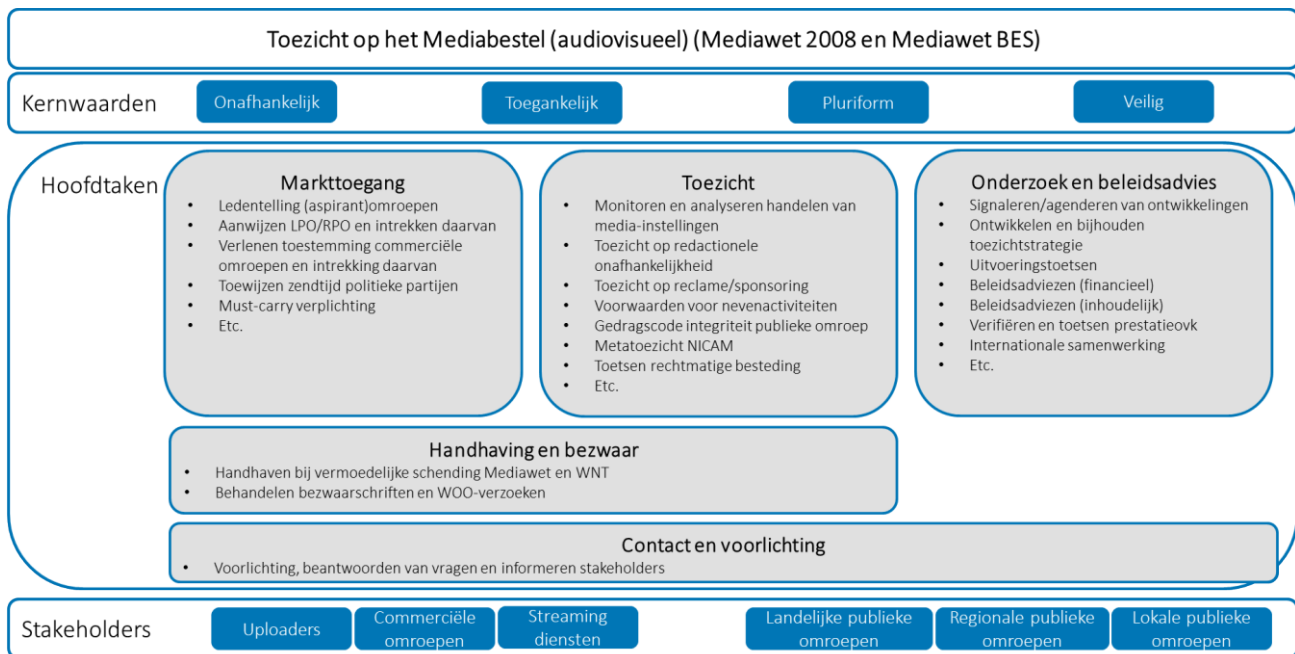 Toezicht op het Mediabestel (audiovisueel) (Mediawet 2008 en Mediawet BES)
Kernwaarden
Onafhankelijk
Toegankelijk
Pluriform
Veilig
Hoofdtaken
Markttoegang
• Ledentelling (aspirant)omroepen
• Aanwijzen LPO/RPO en intrekken daarvan
• Verlenen toestemming commerciële
omroepen en intrekking daarvan
• Toewijzen zendtijd politieke partijen
• Must-carry verplichting
• Etc.
Toezicht
• Monitoren en analyseren handelen van
media-instellingen
• Toezicht op redactionele
onafhankelijkheid
• Toezicht op reclame/sponsoring
• Voorwaarden voor nevenactiviteiten
• Gedragscode integriteit publieke omroep
• Metatoezicht NICAM
• Toetsen rechtmatige besteding
• Etc.
Onderzoek en beleidsadvies
• Signaleren/agenderen van ontwikkelingen
• Ontwikkelen en bijhouden
toezichtstrategie
• Uitvoeringstoetsen
• Beleidsadviezen (financieel)
• Beleidsadviezen (inhoudelijk)
• Verifiëren en toetsen prestatieovk
• Internationale samenwerking
• Etc.
Handhaving en bezwaar
• Handhaven bij vermoedelijke schending Mediawet en WNT
• Behandelen bezwaarschriften en WOO-verzoeken
Contact en voorlichting
• Voorlichting, beantwoorden van vragen en informeren stakeholders
Stakeholders
Uploaders
Commerciële
omroepen
Streaming
diensten
Landelijke publieke
omroepen
Regionale publieke
omroepen
Lokale publieke
omroepen